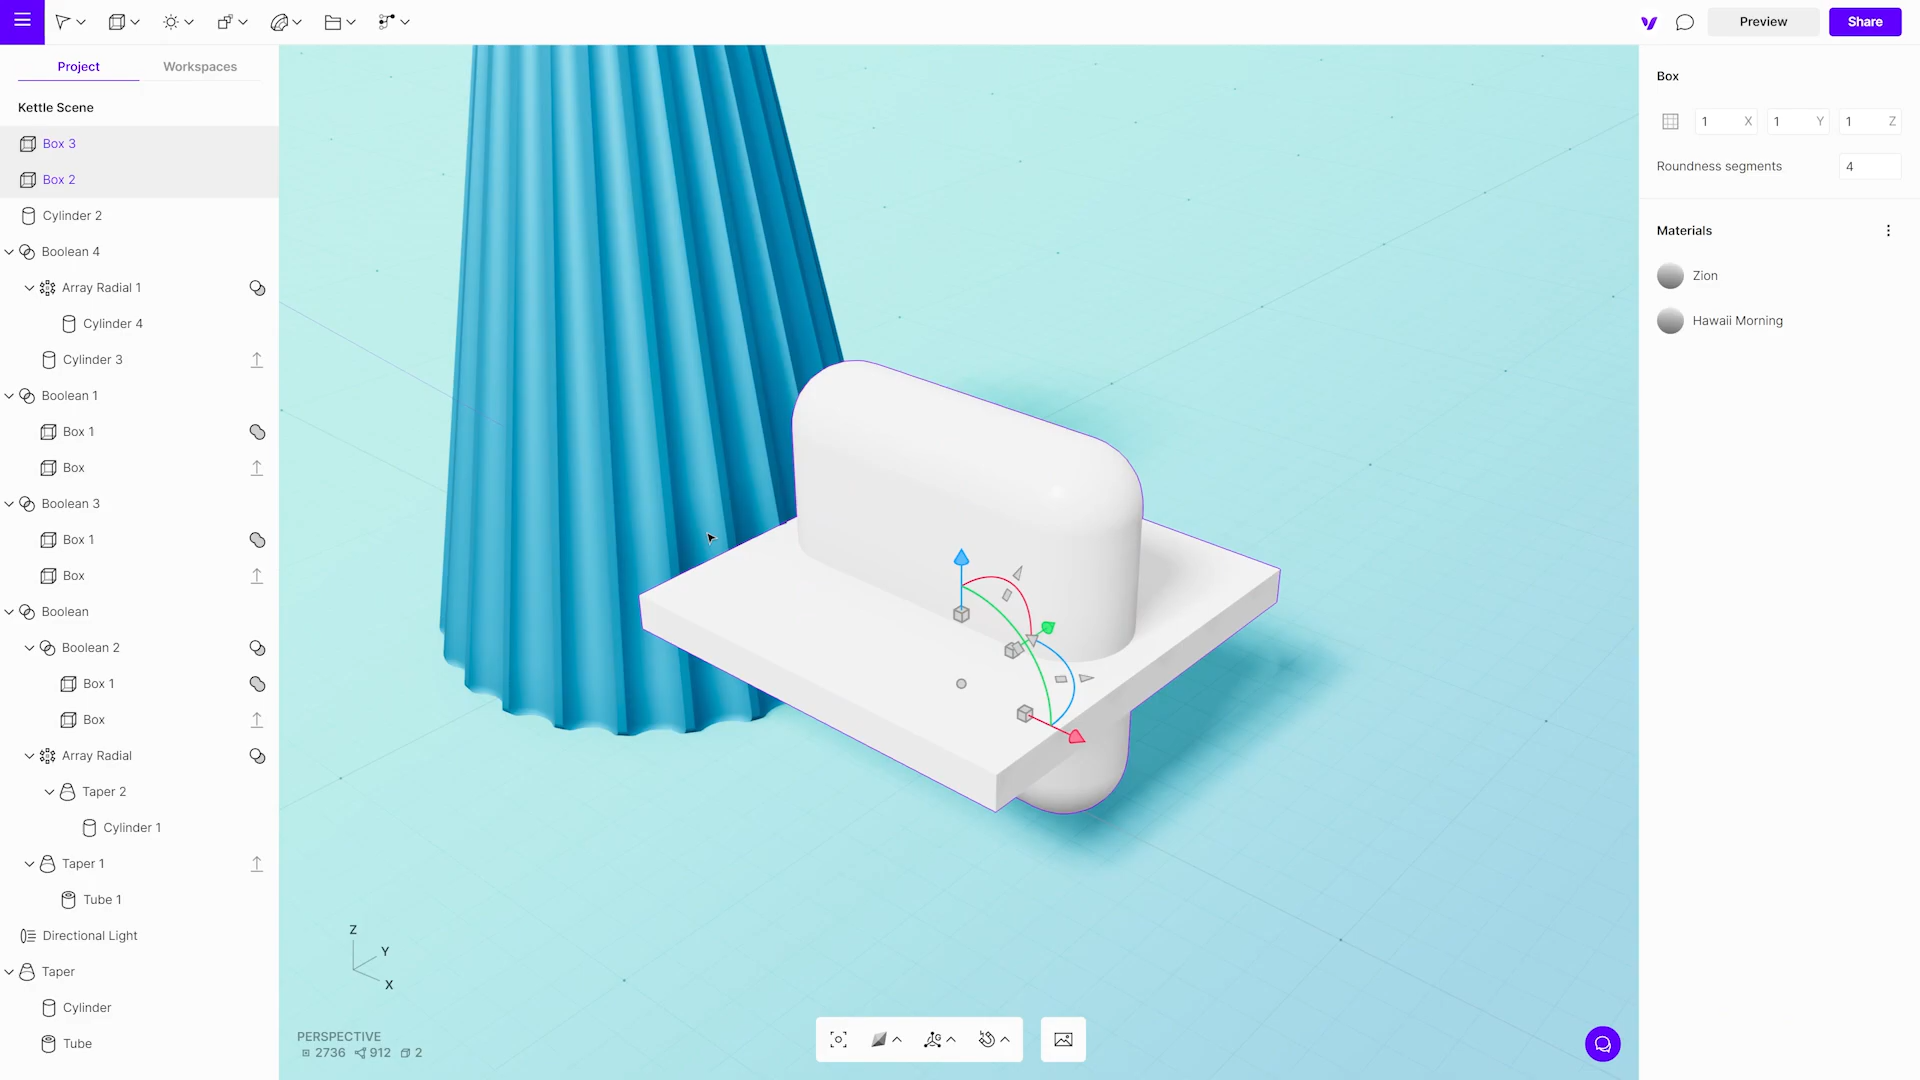 Preview
Share
Project
Workspaces
Kettle Scene
Box 3
Box 2
Cylinder 2
Boolean 4
Array Radial 1
Cylinder 4
Cylinder 3
Boolean 1
Box 1
Box
Boolean 3
Box 1
Box
Boolean
Boolean 2
Box 1
Box
Array Radial
Taper 2
Cylinder 1
Taper 1
Tube 1
Directional Light
Taper
Cylinder
Tube
Z
Y
X
PERSPECTIVE
2736 912 2
Box
1 X 1 Y 1 Z
Roundness segments 4
Materials
Zion
Hawaii Morning